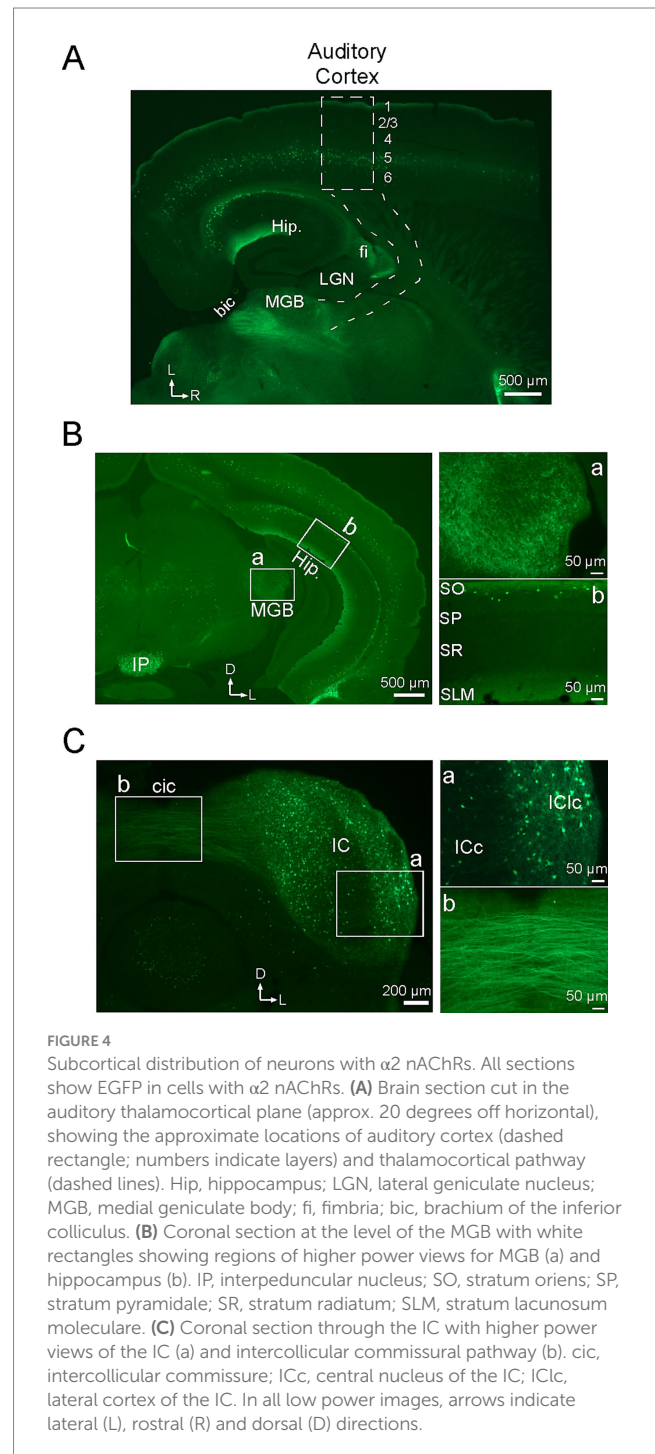 A
Auditory
Cortex
1
2/3
4
5
6
Hip.
fi
LGN
MGB
bic
L
R
500 µm
B
a
b
Hip.
MGB
IP
D
L
500 µm
a
50 µm
SO
b
SP
SR
SLM
50 µm
C
b
cic
IC
a
D
L
200 µm
a
IClc
ICc
50 µm
b
50 µm
FIGURE 4
Subcortical distribution of neurons with α2 nAChRs. All sections
show EGFP in cells with α2 nAChRs. (A) Brain section cut in the
auditory thalamocortical plane (approx. 20 degrees off horizontal),
showing the approximate locations of auditory cortex (dashed
rectangle; numbers indicate layers) and thalamocortical pathway
(dashed lines). Hip, hippocampus; LGN, lateral geniculate nucleus;
MGB, medial geniculate body; fi, fimbria; bic, brachium of the inferior
colliculus. (B) Coronal section at the level of the MGB with white
rectangles showing regions of higher power views for MGB (a) and
hippocampus (b). IP, interpeduncular nucleus; SO, stratum oriens; SP,
stratum pyramidale; SR, stratum radiatum; SLM, stratum lacunosum
moleculare. (C) Coronal section through the IC with higher power
views of the IC (a) and intercollicular commissural pathway (b). cic,
intercollicular commissure; ICc, central nucleus of the IC; IClc,
lateral cortex of the IC. In all low power images, arrows indicate
lateral (L), rostral (R) and dorsal (D) directions.